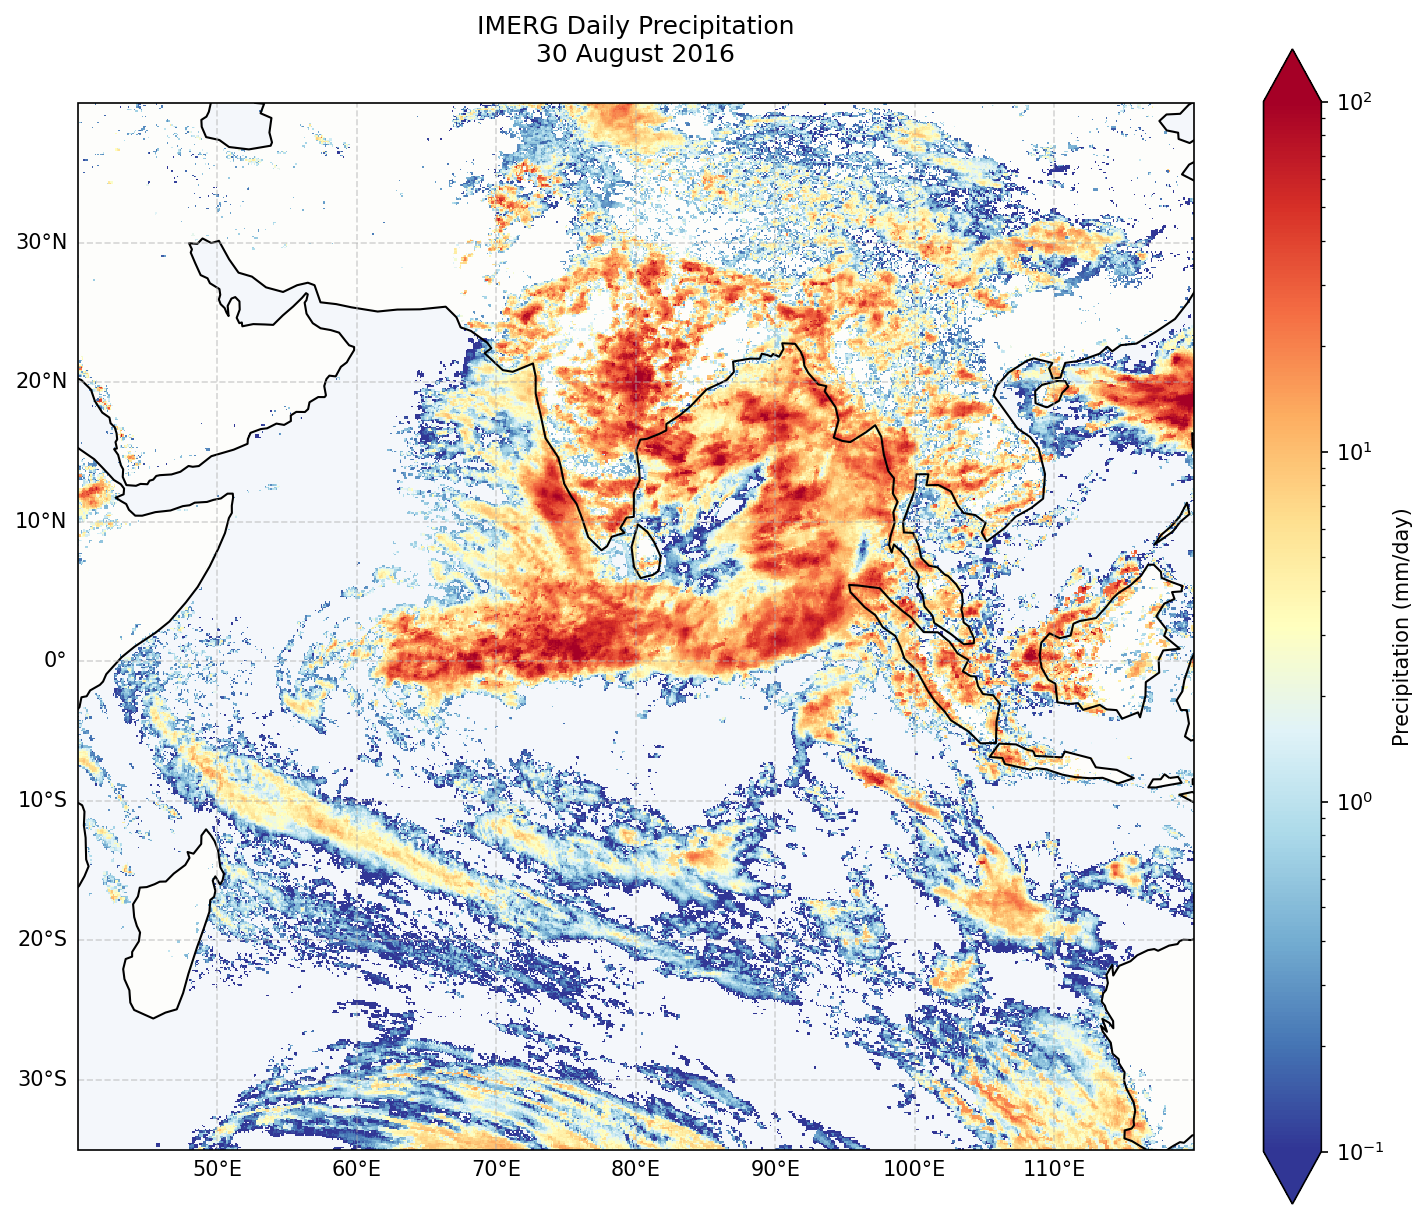 IMERG Daily Precipitation
30 August 2016
30°N
20°N
10°N
0°
10°S
20°S
30°S
50°E 60°E 70°E 80°E 90°E 100°E 110°E
10²
10¹
10⁰
10⁻¹
Precipitation (mm/day)